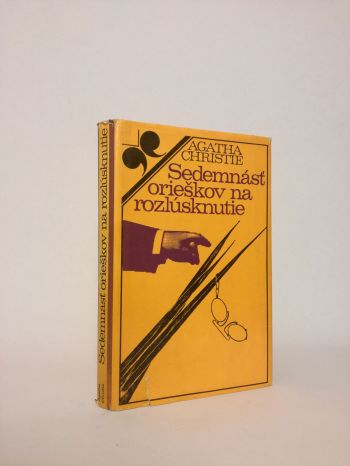 AGATHA
CHRISTIE
Sedemnásť
orieškov na
rozlúsknutie
Sedemnásť orieškov na rozlúsknutie